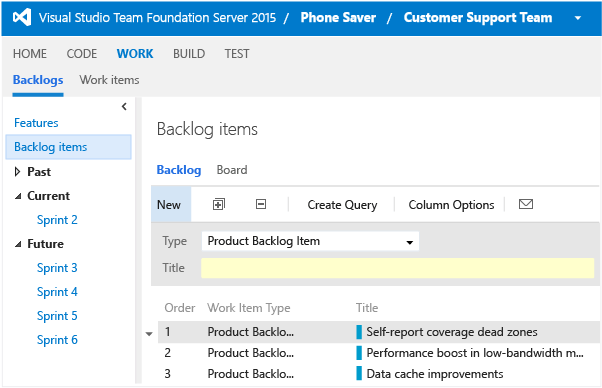 Visual Studio Team Foundation Server 2015 / Phone Saver / Customer Support Team
HOME CODE WORK BUILD TEST
Backlogs Work items
Features
Backlog items
Past
Current
Sprint 2
Future
Sprint 3
Sprint 4
Sprint 5
Sprint 6
Backlog items
Backlog Board
New Create Query Column Options
Type Product Backlog Item
Title
Order Work Item Type Title
1 Product Backlo... Self-report coverage dead zones
2 Product Backlo... Performance boost in low-bandwidth m...
3 Product Backlo... Data cache improvements